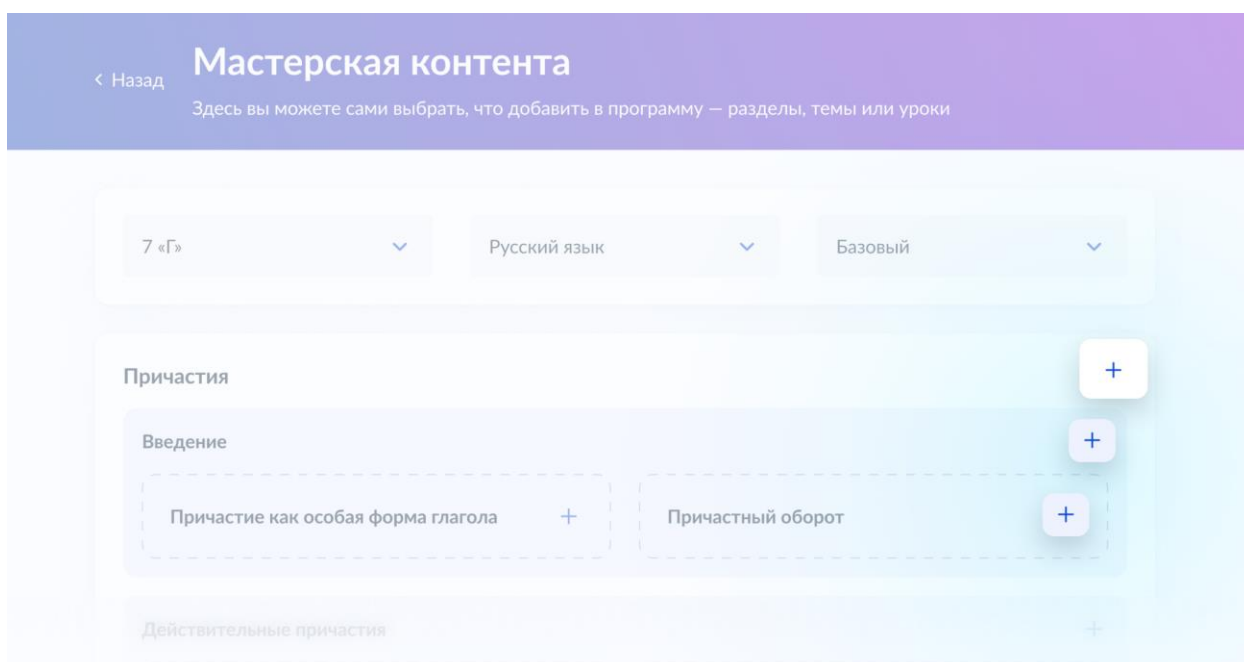 Мастерская контента
< Назад
Здесь вы можете сами выбрать, что добавить в программу — разделы, темы или уроки
7 «Г» Русский язык Базовый
Причастия +
Введение +
Причастие как особая форма глагола + Причастный оборот +
Действительные причастия +